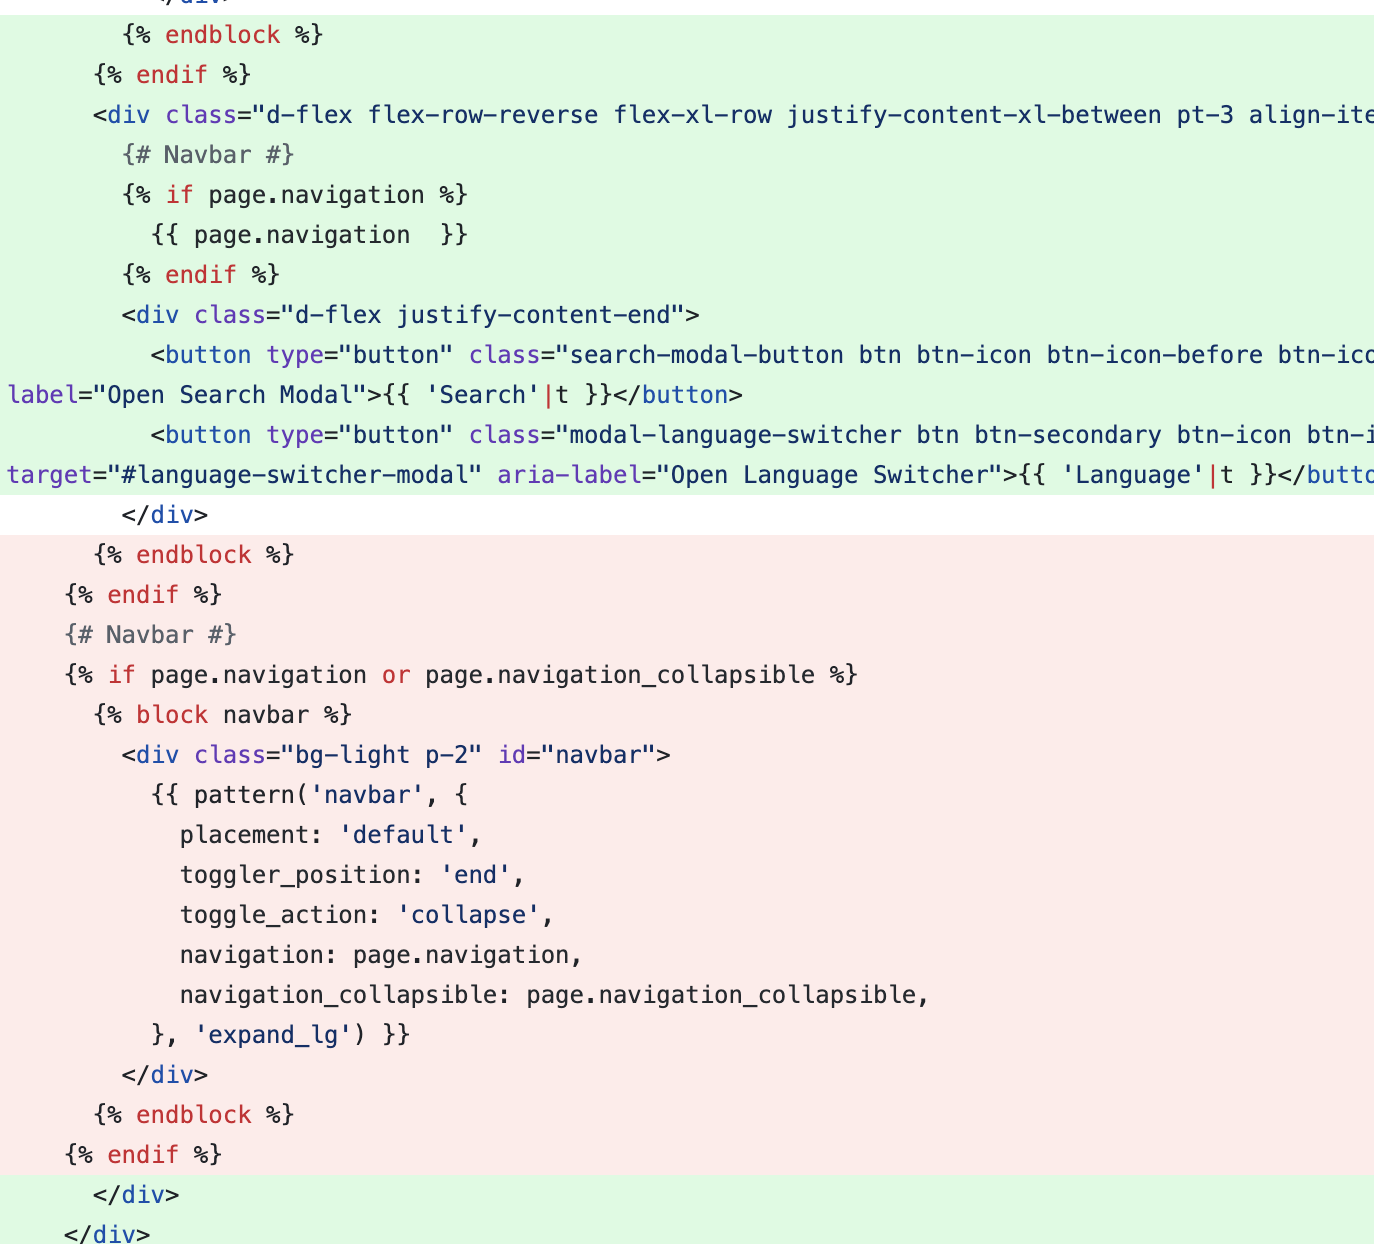 </div>
{% endblock %}
{% endif %}
<div class="d-flex flex-row-reverse flex-xl-row justify-content-xl-between pt-3 align-ite
{# Navbar #}
{% if page.navigation %}
{{ page.navigation  }}
{% endif %}
<div class="d-flex justify-content-end">
<button type="button" class="search-modal-button btn btn-icon btn-icon-before btn-ico
label="Open Search Modal">{{ 'Search'|t }}</button>
<button type="button" class="modal-language-switcher btn btn-secondary btn-icon btn-i
target="#language-switcher-modal" aria-label="Open Language Switcher">{{ 'Language'|t }}</butto
</div>
{% endblock %}
{% endif %}
{# Navbar #}
{% if page.navigation or page.navigation_collapsible %}
{% block navbar %}
<div class="bg-light p-2" id="navbar">
{{ pattern('navbar', {
placement: 'default',
toggler_position: 'end',
toggle_action: 'collapse',
navigation: page.navigation,
navigation_collapsible: page.navigation_collapsible,
}, 'expand_lg') }}
</div>
{% endblock %}
{% endif %}
</div>
</div>